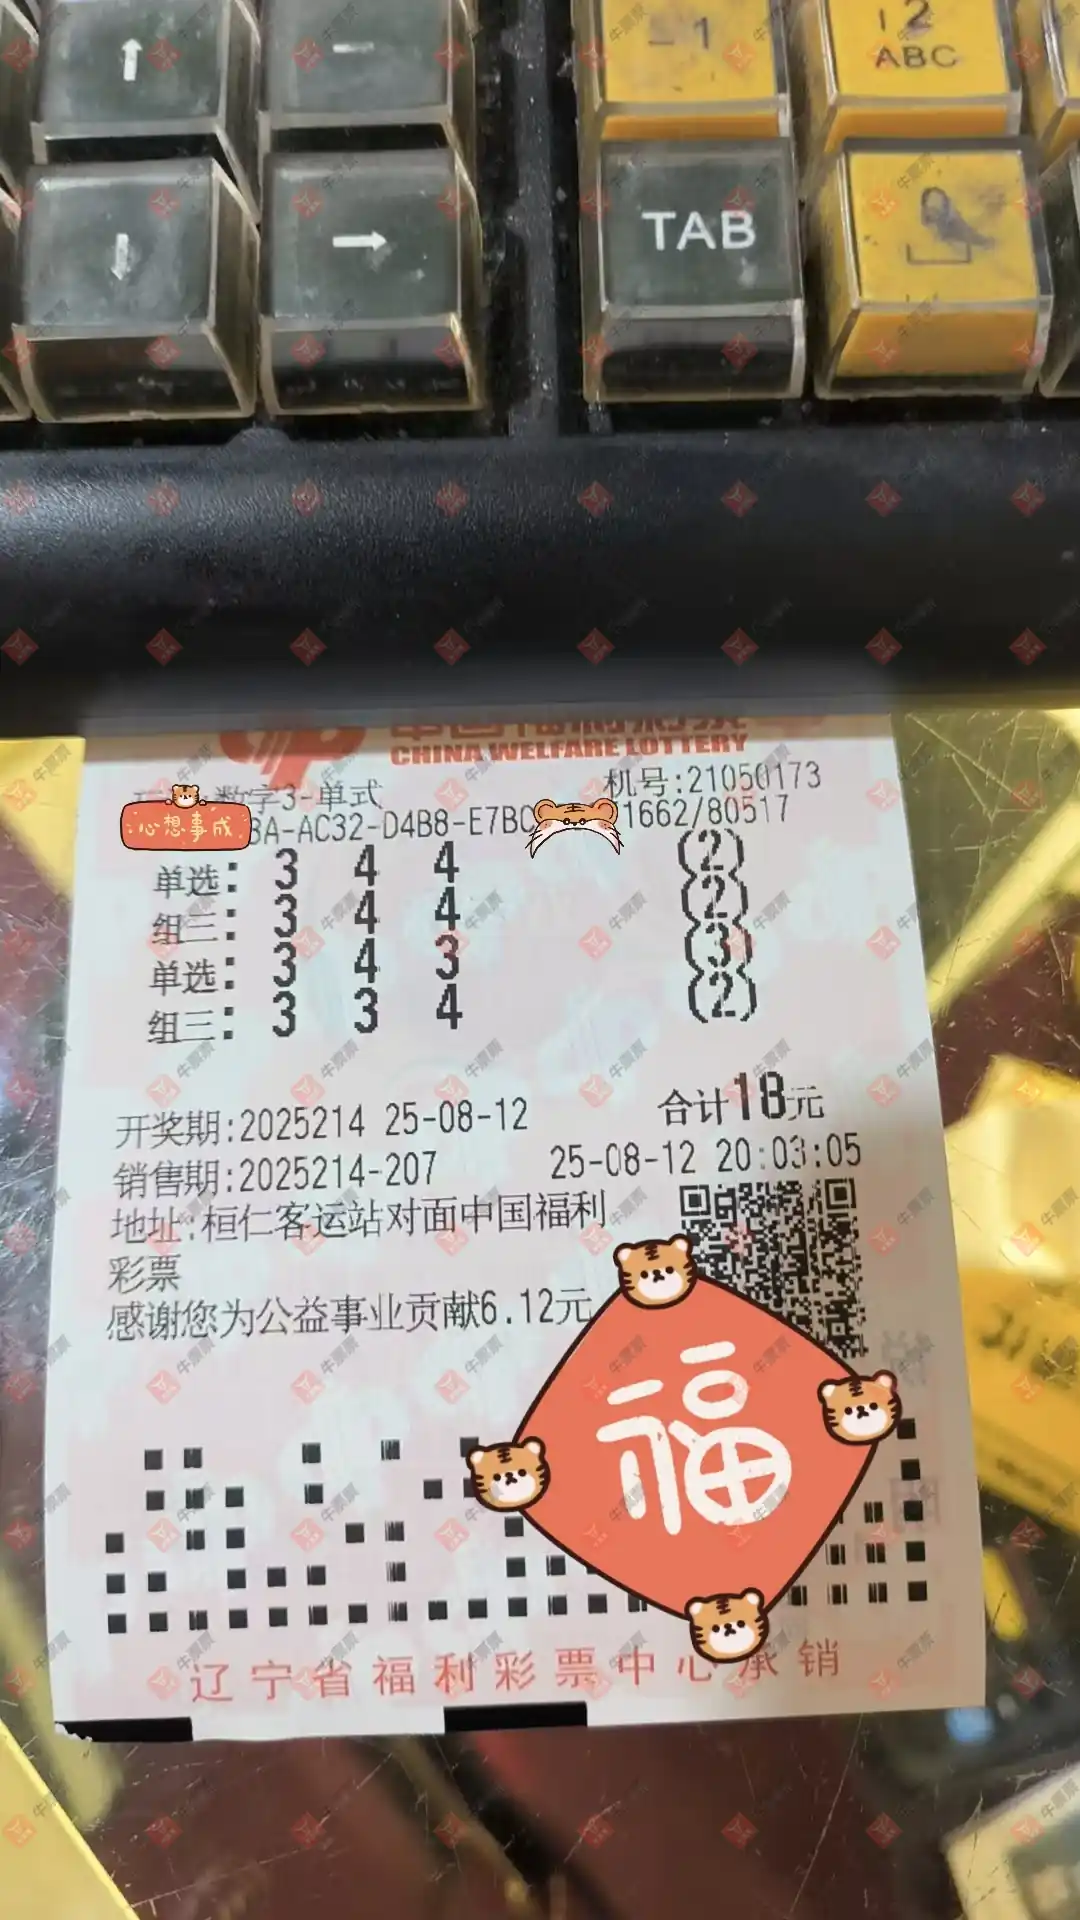 1
2
ABC
TAB
CHINA WELFARE LOTTERY
数字3-单式 机号:21050173
心想事成
BA-AC32-D4B8-E7BC 1662/80517
单选: 3 4 4 (2)
组三: 3 4 4 (2)
单选: 3 4 3 (3)
组三: 3 3 4 (2)
开奖期:2025214 25-08-12 合计18元
销售期:2025214-207 25-08-12 20:03:05
地址:桓仁客运站对面中国福利
彩票
感谢您为公益事业贡献6.12元
福
辽宁省福利彩票中心承销
牛票票